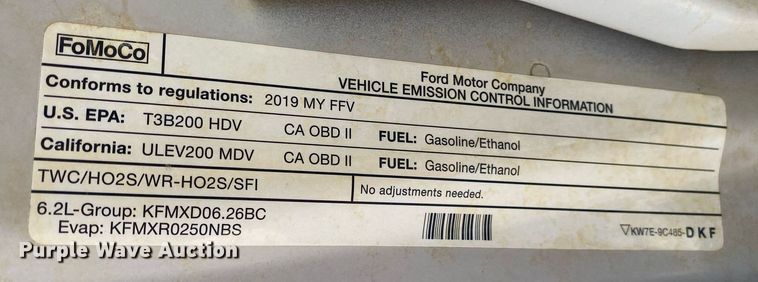 FoMoCo
Ford Motor Company
VEHICLE EMISSION CONTROL INFORMATION
Conforms to regulations: 2019 MY FFV
U.S. EPA: T3B200 HDV CA OBD II FUEL: Gasoline/Ethanol
California: ULEV200 MDV CA OBD II FUEL: Gasoline/Ethanol
TWC/HO2S/WR-HO2S/SFI No adjustments needed.
6.2L-Group: KFMXD06.26BC
Evap: KFMXR0250NBS
KW7E-9C485-DKF
Purple Wave Auction